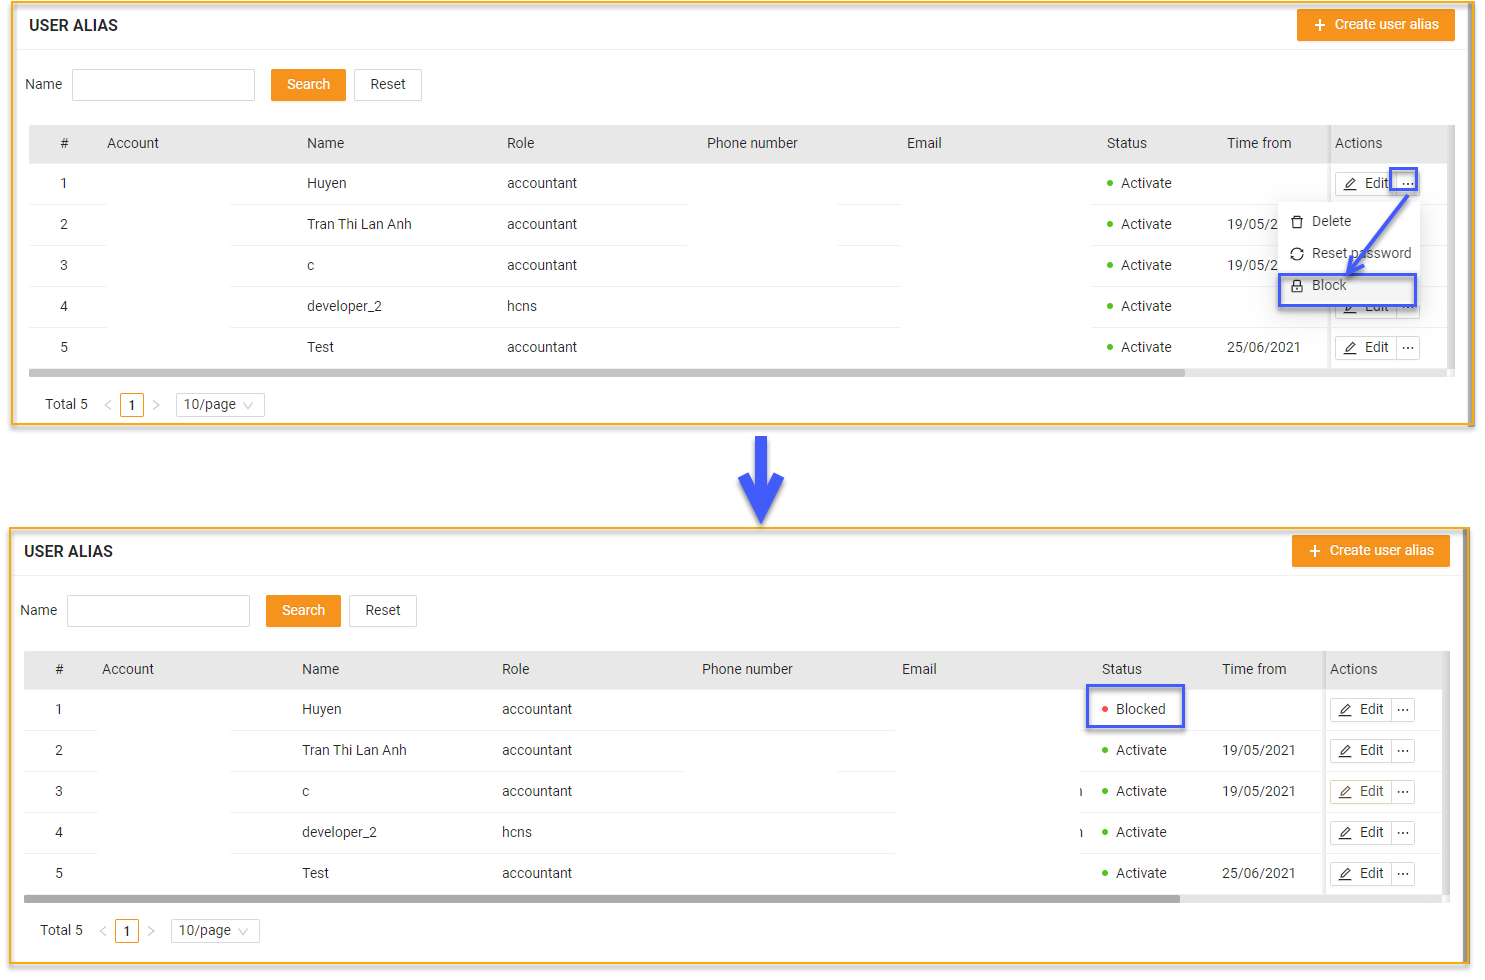 USER ALIAS
+ Create user alias
Name
Search
Reset
# Account Name Role Phone number Email Status Time from Actions
1 Huyen accountant Activate Edit ...
2 Tran Thi Lan Anh accountant Activate 19/05/2
Delete
3 c accountant Activate 19/05/2
Reset password
Block
4 developer_2 hcns Activate Edit ...
5 Test accountant Activate 25/06/2021 Edit ...
Total 5 < 1 > 10/page
USER ALIAS
+ Create user alias
Name
Search
Reset
# Account Name Role Phone number Email Status Time from Actions
1 Huyen accountant Blocked Edit ...
2 Tran Thi Lan Anh accountant Activate 19/05/2021 Edit ...
3 c accountant Activate 19/05/2021 Edit ...
4 developer_2 hcns Activate Edit ...
5 Test accountant Activate 25/06/2021 Edit ...
Total 5 < 1 > 10/page